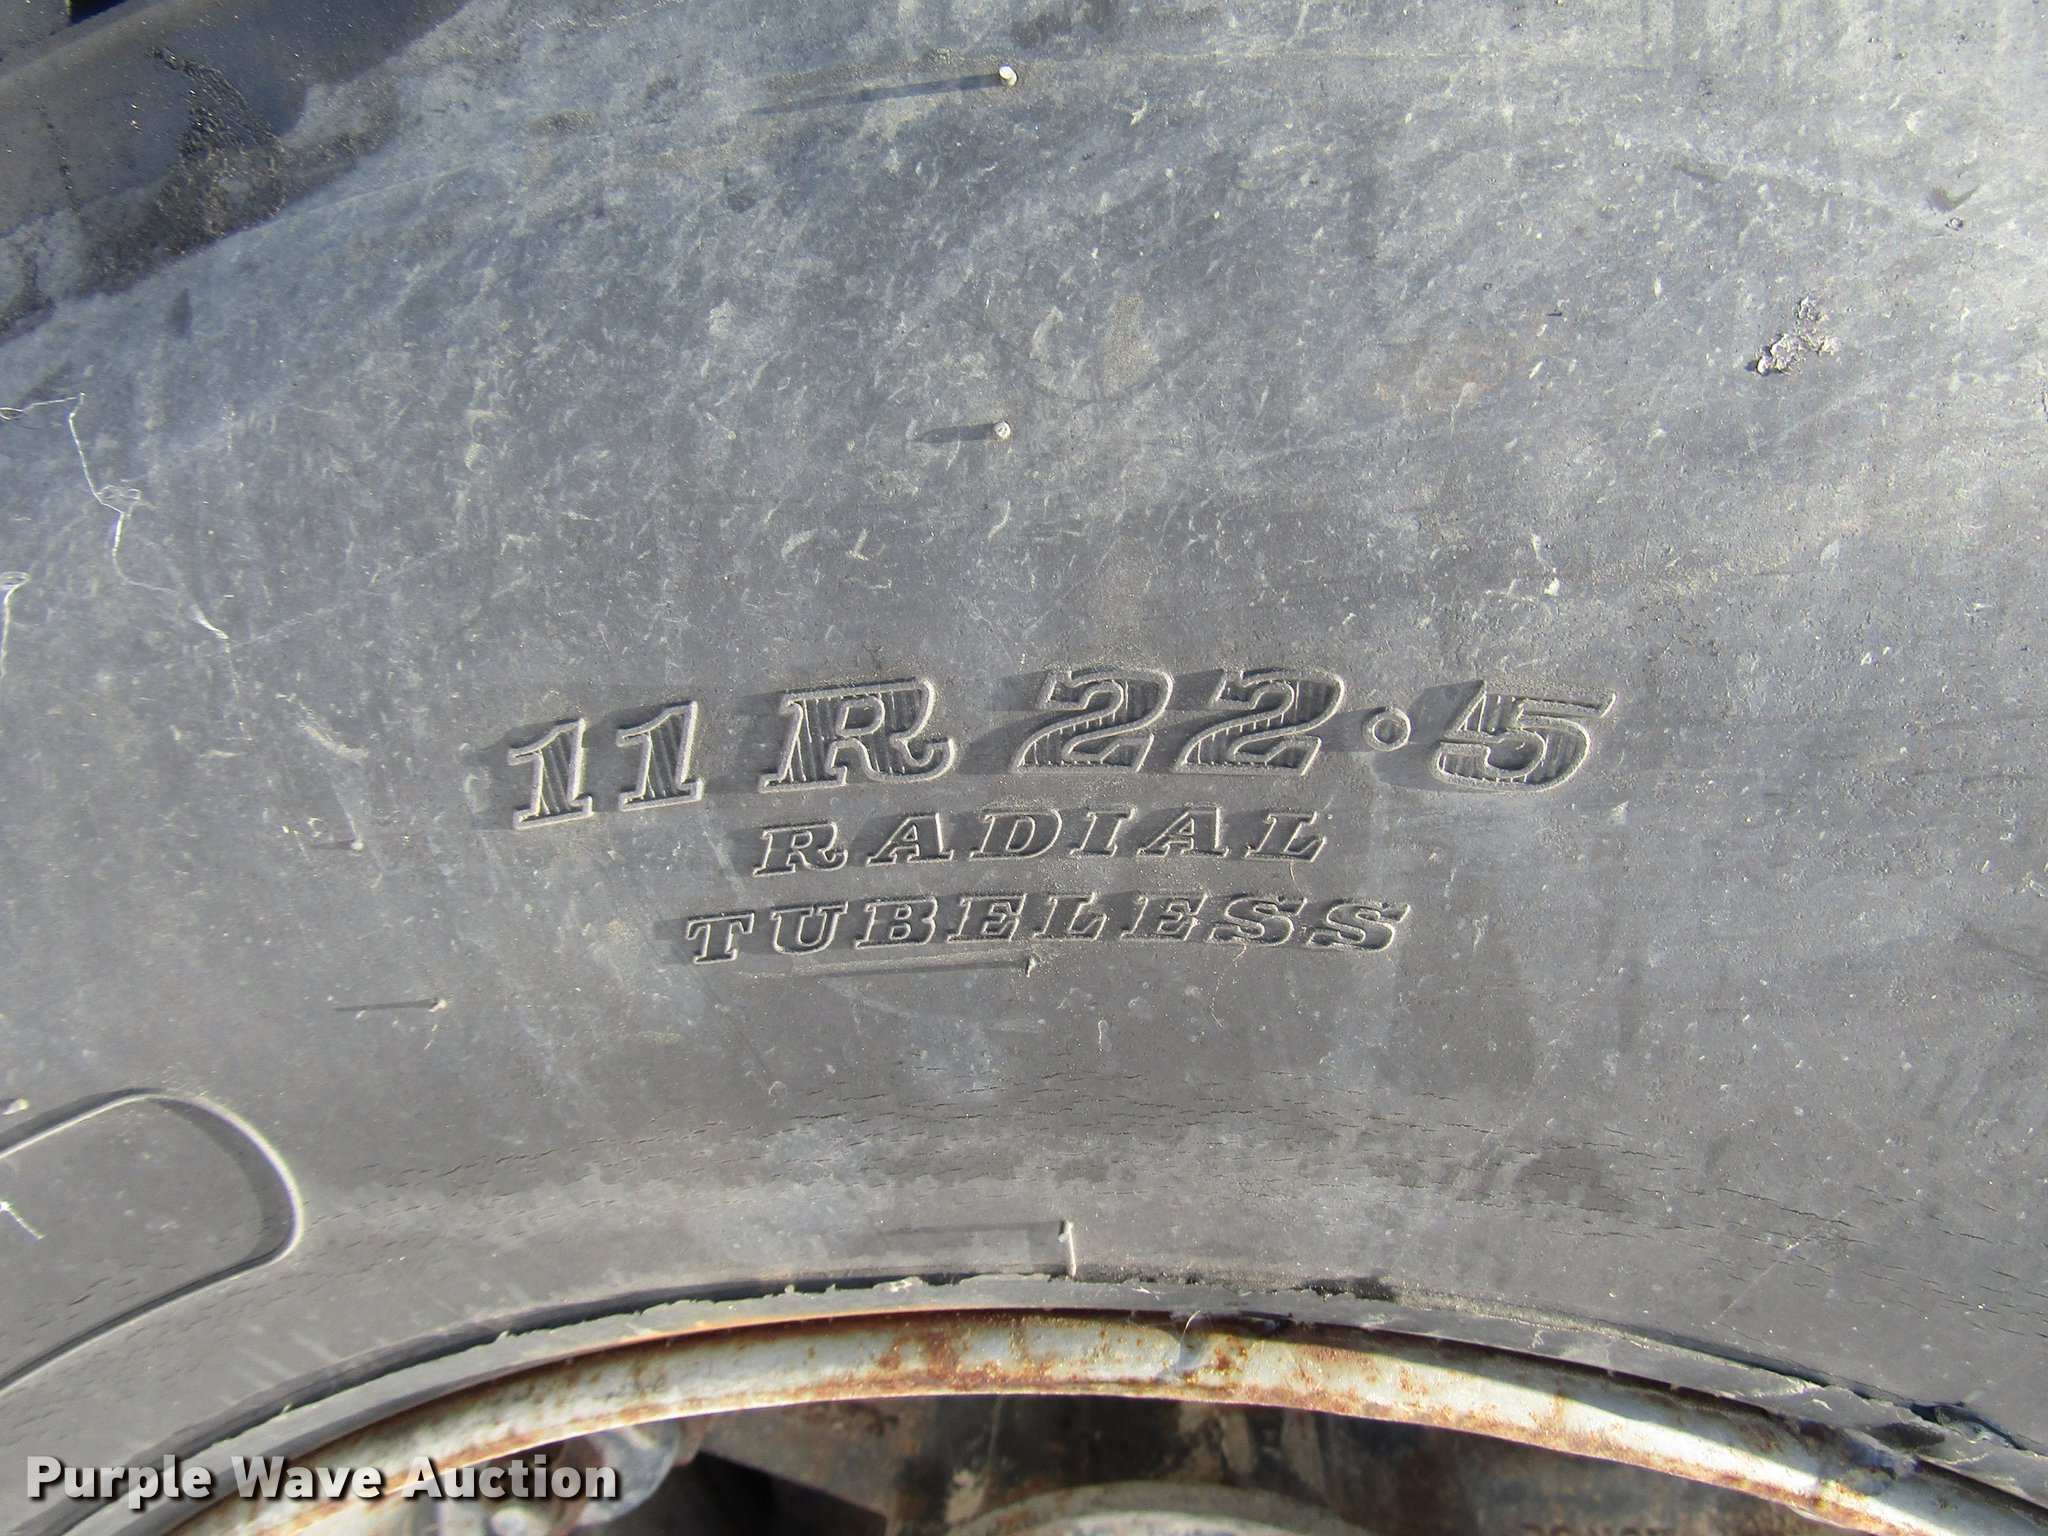 11 R 22.5
RADIAL
TUBELESS
Purple Wave Auction